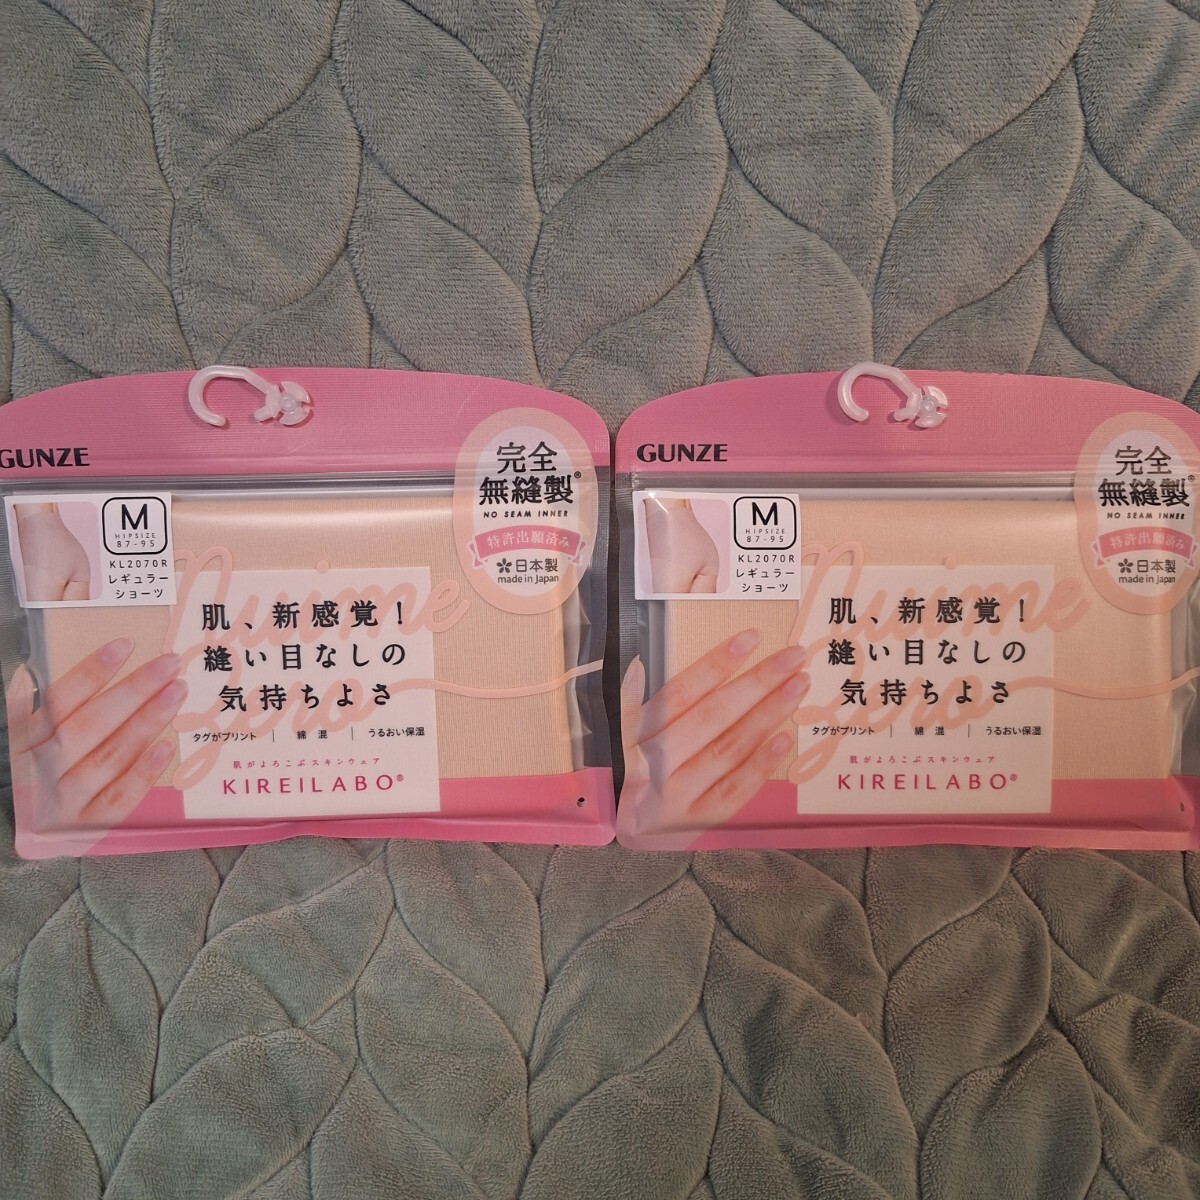 GUNZE
完全
無縫製®
NO SEAM INNER
特許出願済み
日本製
made in Japan
M
HIPSIZE
87-95
KL2070R
レギュラー
ショーツ
肌、新感覚!
縫い目なしの
気持ちよさ
タグがプリント | 綿混 | うるおい保湿
肌がよろこぶスキンウェア
KIREILABO®
GUNZE
完全
無縫製®
NO SEAM INNER
特許出願済み
日本製
made in Japan
M
HIPSIZE
87-95
KL2070R
レギュラー
ショーツ
肌、新感覚!
縫い目なしの
気持ちよさ
タグがプリント | 綿混 | うるおい保湿
肌がよろこぶスキンウェア
KIREILABO®